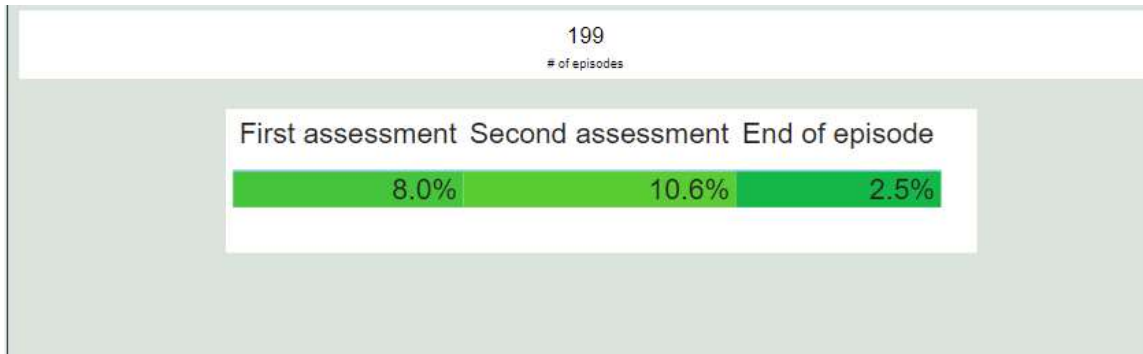 199
# of episodes
First assessment Second assessment End of episode
8.0% 10.6% 2.5%